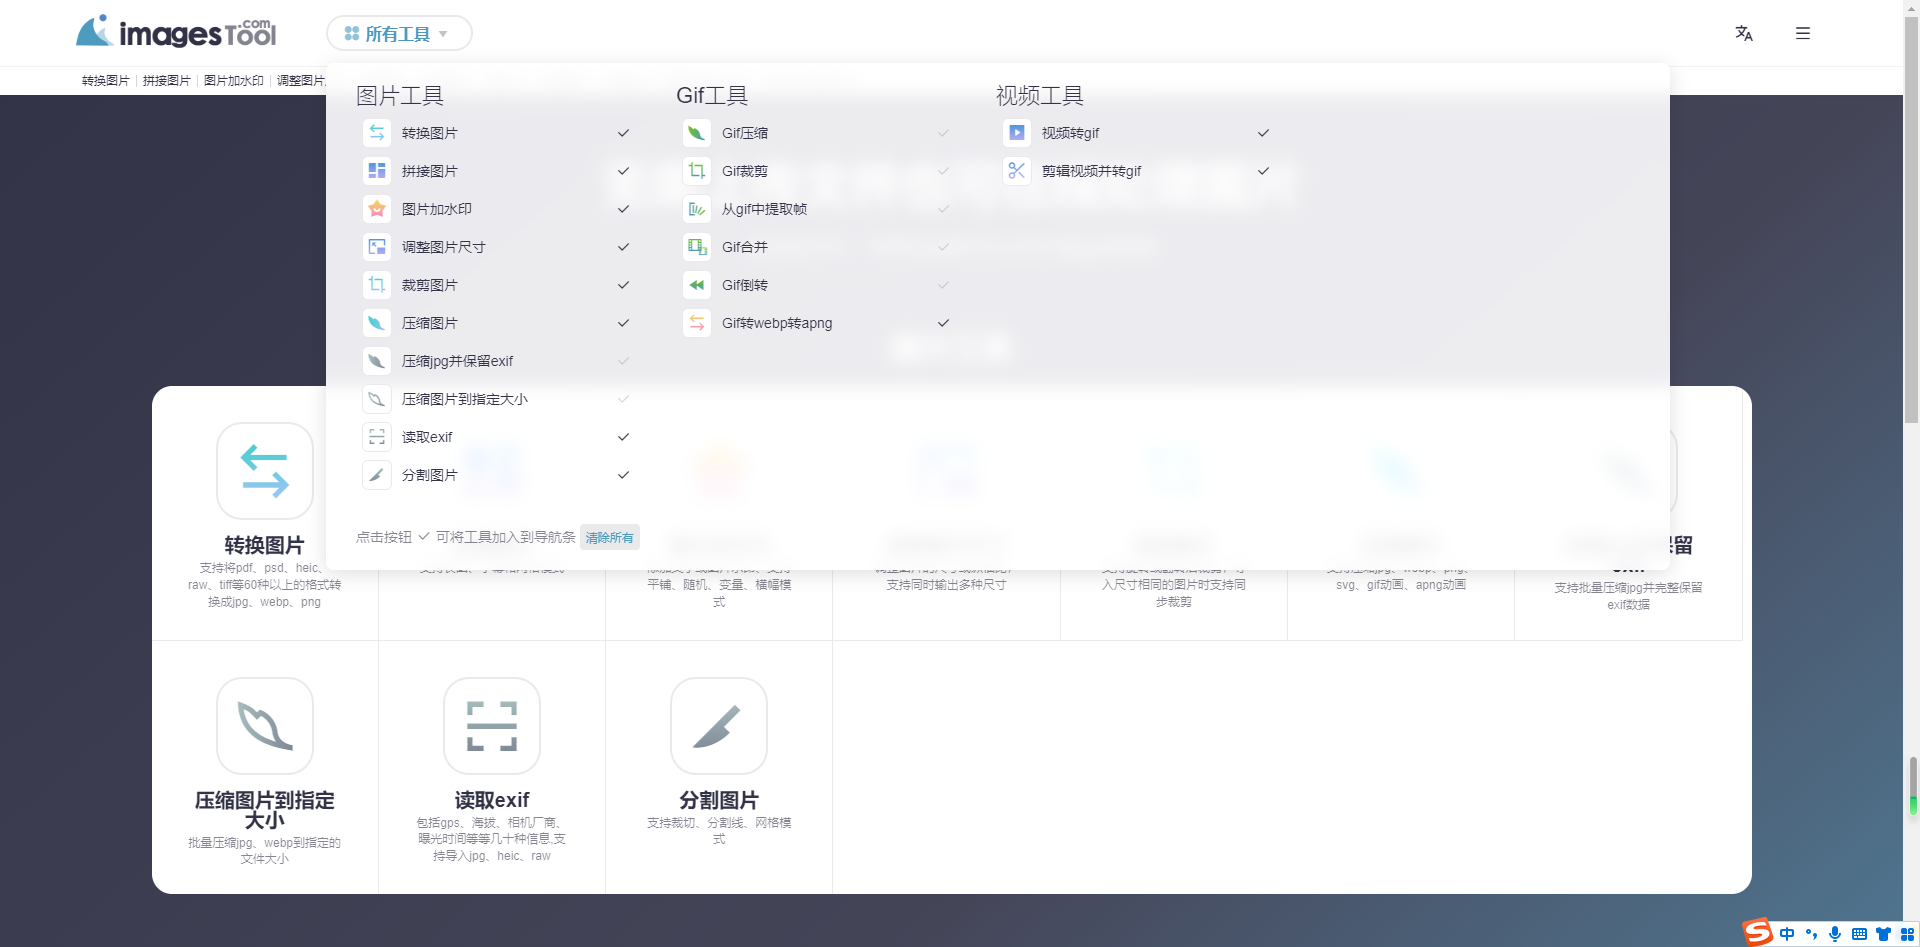 imagesTool.com
所有工具
转换图片
拼接图片
图片加水印
调整图片
图片工具
转换图片
拼接图片
图片加水印
调整图片尺寸
裁剪图片
压缩图片
压缩jpg并保留exif
压缩图片到指定大小
读取exif
分割图片
Gif工具
Gif压缩
Gif裁剪
从gif中提取帧
Gif合并
Gif倒转
Gif转webp转apng
视频工具
视频转gif
剪辑视频并转gif
点击按钮 可将工具加入到导航条 清除所有
转换图片
支持将pdf、psd、heic、
raw、tiff等60种以上的格式转
换成jpg、webp、png
平铺、随机、变量、横幅模
式
支持同时输出多种尺寸
入尺寸相同的图片时支持同
步裁剪
svg、gif动画、apng动画
留
支持批量压缩jpg并完整保留
exif数据
压缩图片到指定
大小
批量压缩jpg、webp到指定的
文件大小
读取exif
包括gps、海拔、相机厂商、
曝光时间等等几十种信息,支
持导入jpg、heic、raw
分割图片
支持裁切、分割线、网格模
式
中